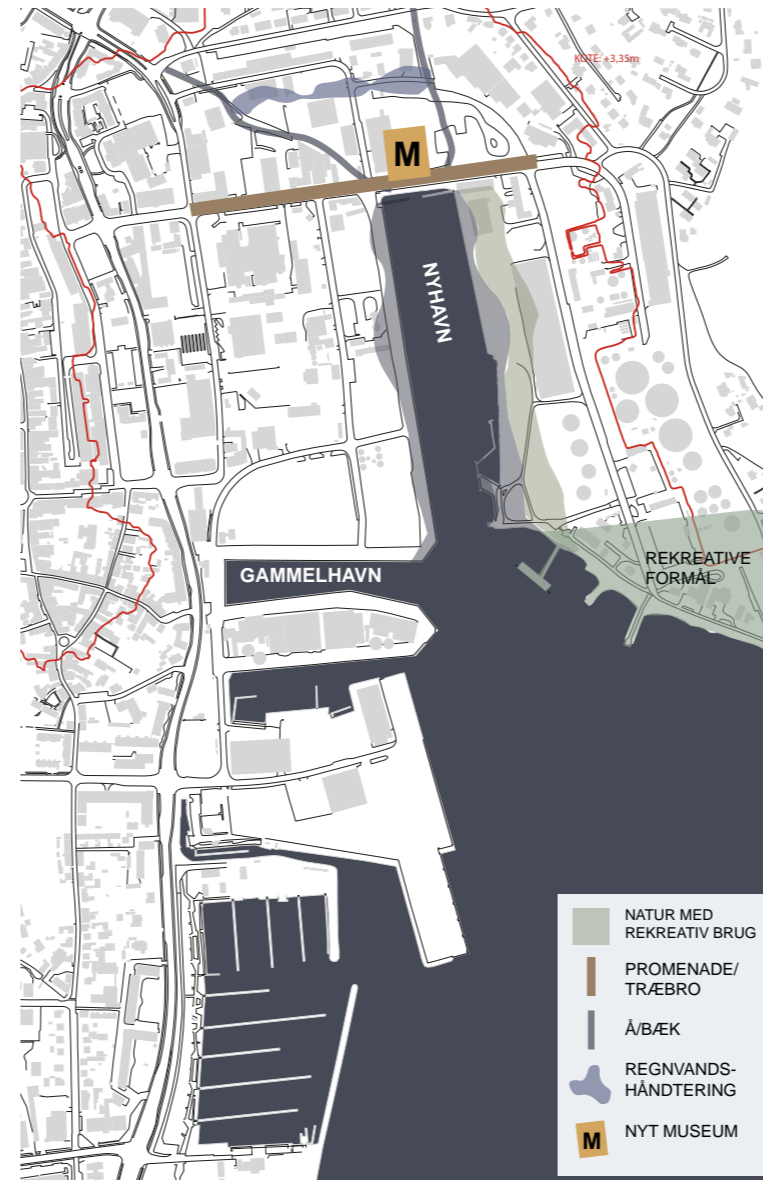 KOTE: +3,35m
M
NYHAVN
GAMMELHAVN
REKREATIVE
FORMÅL
NATUR MED
REKREATIV BRUG
PROMENADE/
TRÆBRO
Å/BÆK
REGNVANDS-
HÅNDTERING
M
NYT MUSEUM